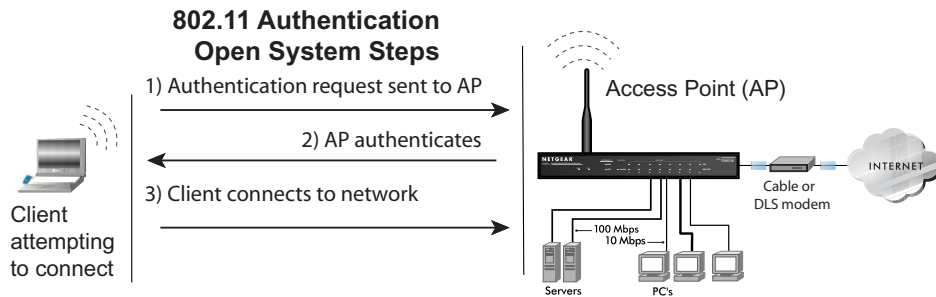 802.11 Authentication
Open System Steps
1) Authentication request sent to AP
2) AP authenticates
3) Client connects to network
Client
attempting
to connect
Access Point (AP)
NETGEAR
INTERNET
Cable or
DLS modem
100 Mbps
10 Mbps
Servers
PC's